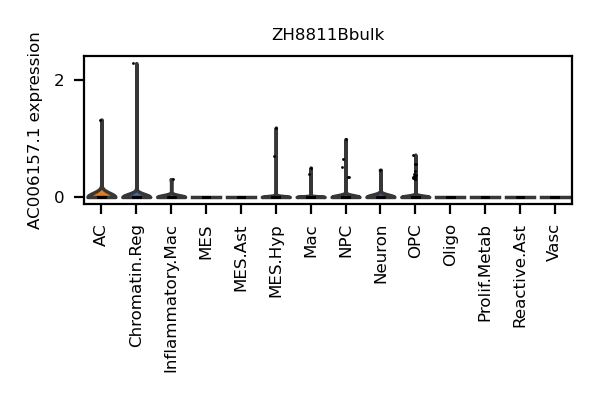 ZH8811Bbulk
AC006157.1 expression
2
0
AC
Chromatin.Reg
Inflammatory.Mac
MES
MES.Ast
MES.Hyp
Mac
NPC
Neuron
OPC
Oligo
Prolif.Metab
Reactive.Ast
Vasc